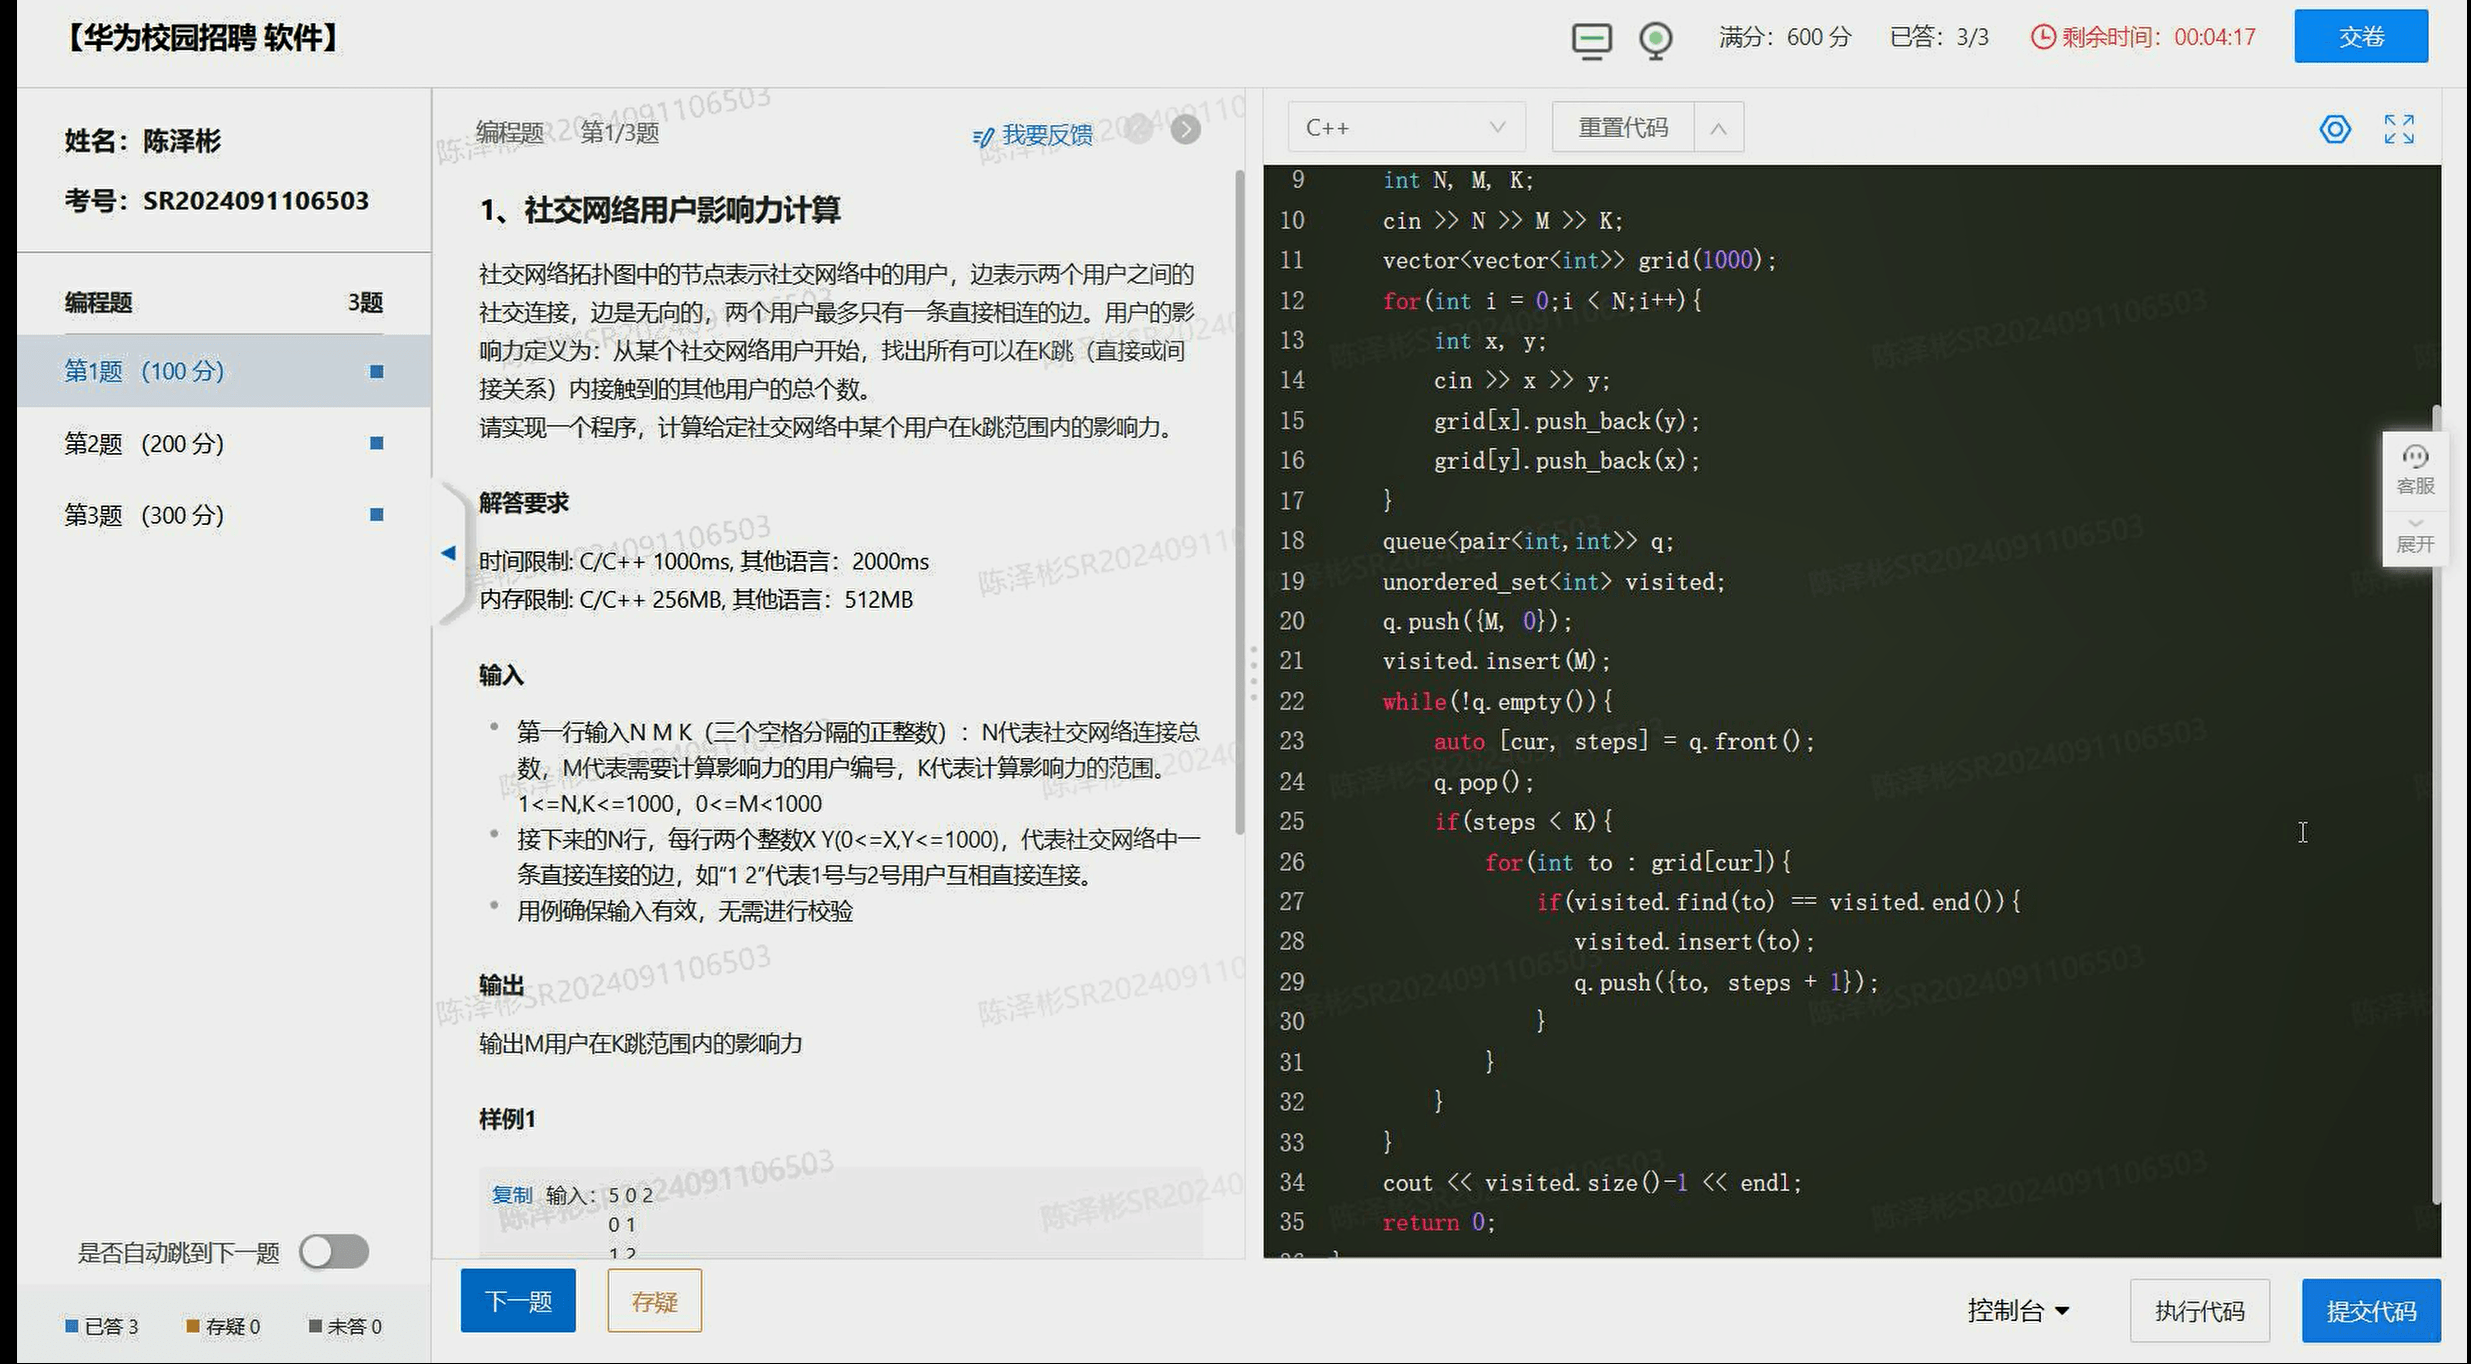 【华为校园招聘 软件】
满分：600 分
已答：3/3
剩余时间：00:04:17
交卷
姓名：陈泽彬
考号：SR2024091106503
编程题
3题
第1题 (100 分)
第2题 (200 分)
第3题 (300 分)
是否自动跳到下一题
已答 3
存疑 0
未答 0
编程题
第1/3题
我要反馈
1、社交网络用户影响力计算
社交网络拓扑图中的节点表示社交网络中的用户，边表示两个用户之间的
社交连接，边是无向的，两个用户最多只有一条直接相连的边。用户的影
响力定义为：从某个社交网络用户开始，找出所有可以在K跳（直接或间
接关系）内接触到的其他用户的总个数。
请实现一个程序，计算给定社交网络中某个用户在k跳范围内的影响力。
解答要求
时间限制: C/C++ 1000ms, 其他语言：2000ms
内存限制: C/C++ 256MB, 其他语言：512MB
输入
第一行输入N M K（三个空格分隔的正整数）：N代表社交网络连接总
数，M代表需要计算影响力的用户编号，K代表计算影响力的范围。
1<=N,K<=1000，0<=M<1000
接下来的N行，每行两个整数X Y(0<=X,Y<=1000)，代表社交网络中一
条直接连接的边，如“1 2”代表1号与2号用户互相直接连接。
用例确保输入有效，无需进行校验
输出
输出M用户在K跳范围内的影响力
样例1
复制 输入：5 0 2
0 1
1 2
下一题
存疑
C++
重置代码
9 int N, M, K;
10 cin >> N >> M >> K;
11 vector<vector<int>> grid(1000);
12 for(int i = 0;i < N;i++){
13 int x, y;
14 cin >> x >> y;
15 grid[x].push_back(y);
16 grid[y].push_back(x);
17 }
18 queue<pair<int,int>> q;
19 unordered_set<int> visited;
20 q.push({M, 0});
21 visited.insert(M);
22 while(!q.empty()){
23 auto [cur, steps] = q.front();
24 q.pop();
25 if(steps < K){
26 for(int to : grid[cur]){
27 if(visited.find(to) == visited.end()){
28 visited.insert(to);
29 q.push({to, steps + 1});
30 }
31 }
32 }
33 }
34 cout << visited.size()-1 << endl;
35 return 0;
客服
展开
控制台
执行代码
提交代码
陈泽彬SR2024091106503